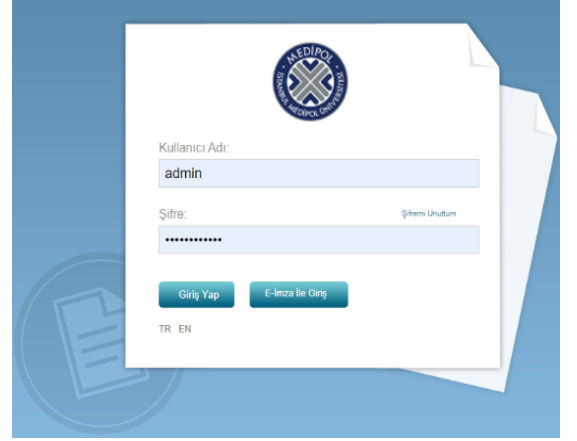 MEDİPOL
İSTANBUL MEDİPOL ÜNİVERSİTESİ
Kullanıcı Adı:
admin
Şifre: Şifremi Unuttum
••••••••••••
Giriş Yap E-İmza İle Giriş
TR EN